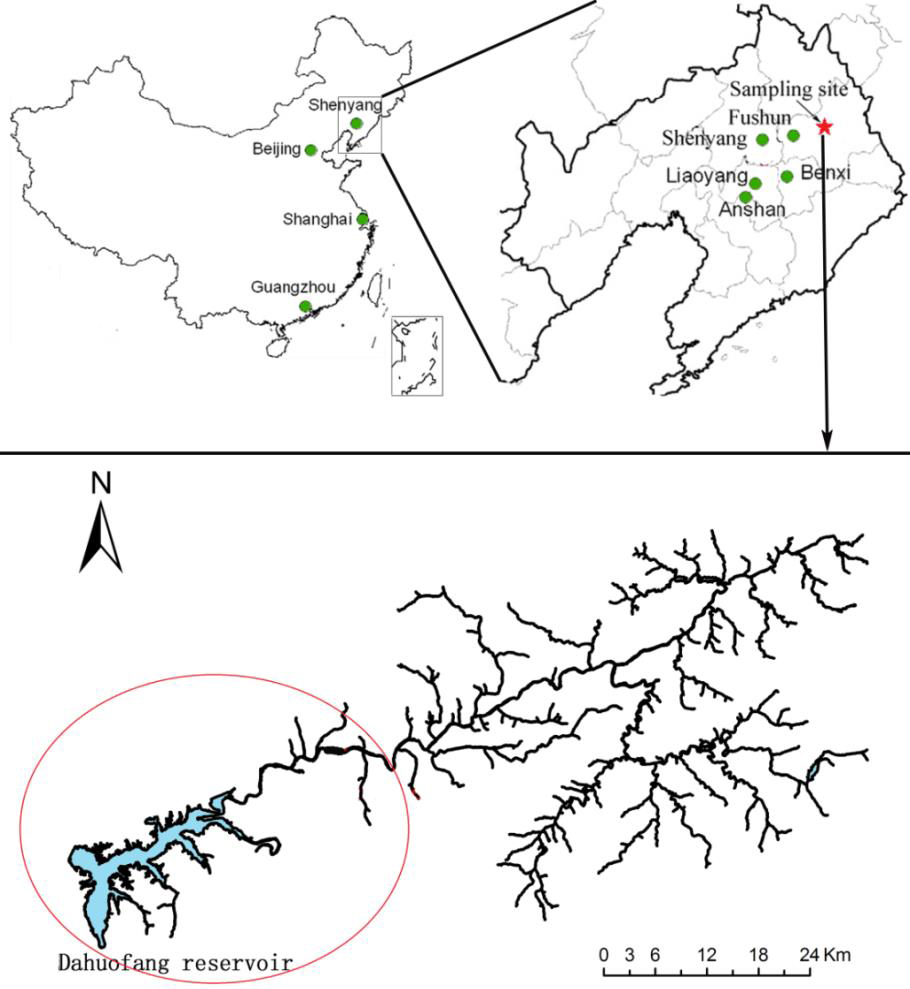 Shenyang
Beijing
Shanghai
Guangzhou
Sampling site
Fushun
Shenyang
Liaoyang
Benxi
Anshan
N
Dahuofang reservoir
0 3 6 12 18 24 Km